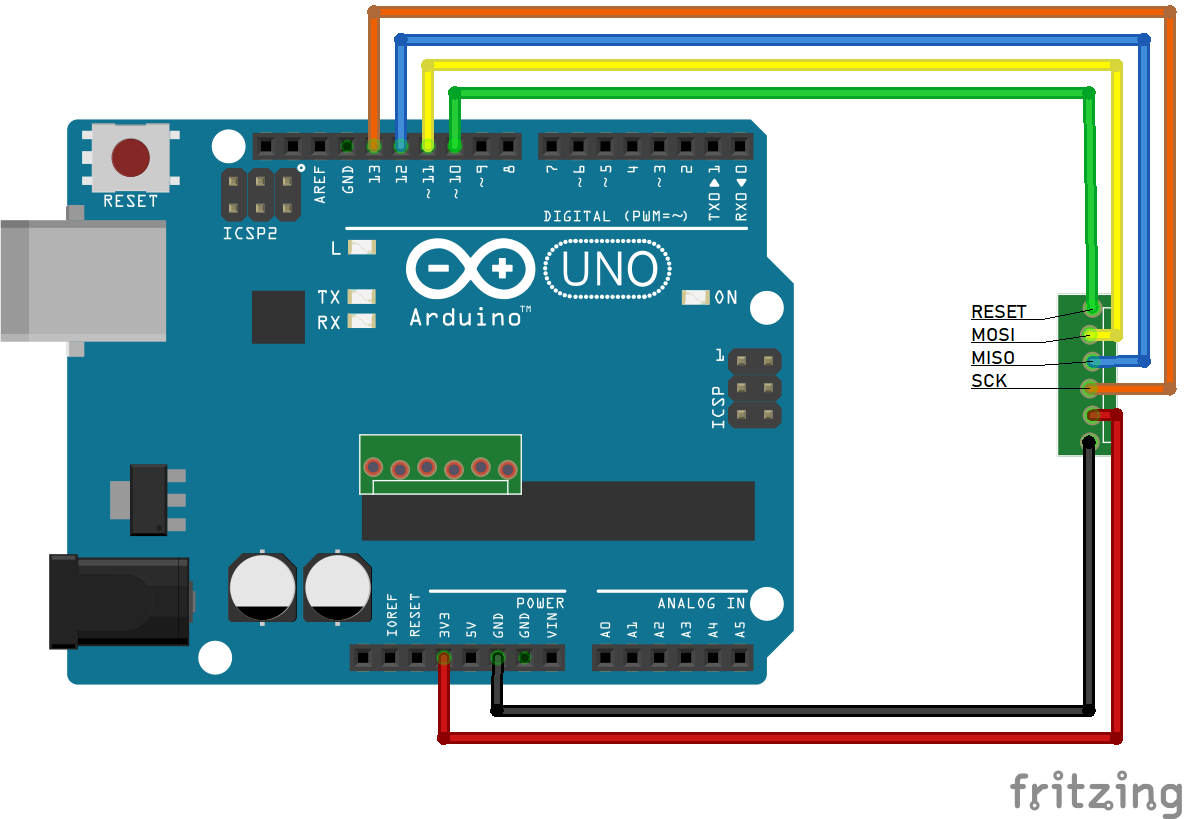 RESET
ICSP2
AREF
GND
13
12
~11
~10
~9
8
7
~6
~5
4
~3
2
TX0▶1
RX0◀0
DIGITAL (PWM=~)
L
TX
RX
UNO
Arduino™
ON
1
ICSP
RESET
MOSI
MISO
SCK
IOREF
RESET
3V3
5V
GND
GND
VIN
POWER
ANALOG IN
A0
A1
A2
A3
A4
A5
fritzing